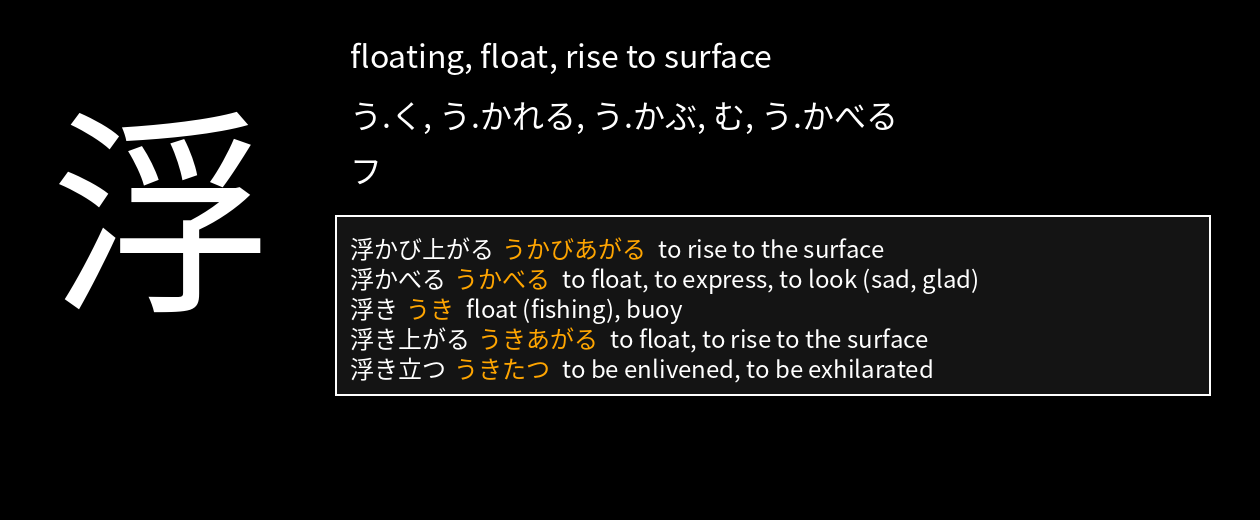 浮
floating, float, rise to surface
う.く, う.かれる, う.かぶ, む, う.かべる
フ
浮かび上がる うかびあがる to rise to the surface
浮かべる うかべる to float, to express, to look (sad, glad)
浮き うき float (fishing), buoy
浮き上がる うきあがる to float, to rise to the surface
浮き立つ うきたつ to be enlivened, to be exhilarated